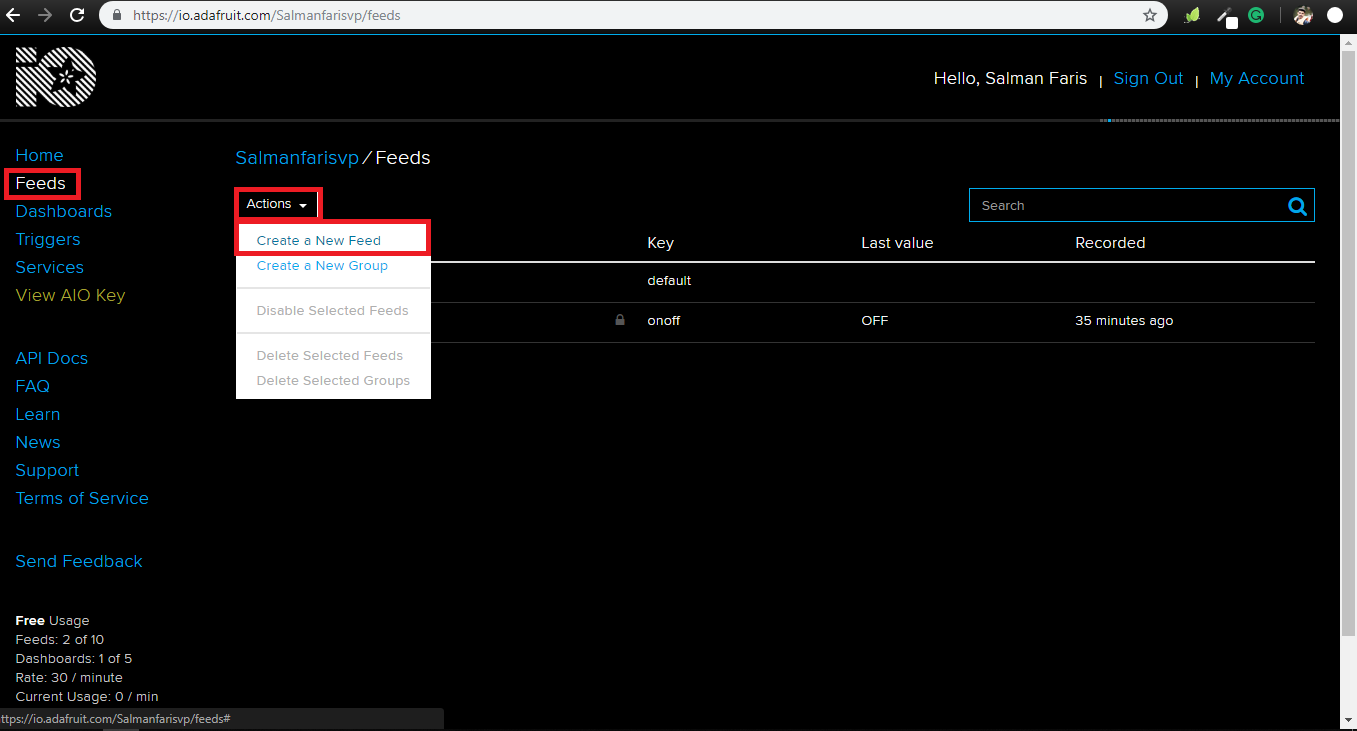 https://io.adafruit.com/Salmanfarisvp/feeds
Hello, Salman Faris | Sign Out | My Account
Home
Feeds
Dashboards
Triggers
Services
View AIO Key
API Docs
FAQ
Learn
News
Support
Terms of Service
Send Feedback
Free Usage
Feeds: 2 of 10
Dashboards: 1 of 5
Rate: 30 / minute
Current Usage: 0 / min
Salmanfarisvp / Feeds
Actions
Search
Create a New Feed
Create a New Group
Disable Selected Feeds
Delete Selected Feeds
Delete Selected Groups
Key Last value Recorded
default
onoff OFF 35 minutes ago
ttps://io.adafruit.com/Salmanfarisvp/feeds#